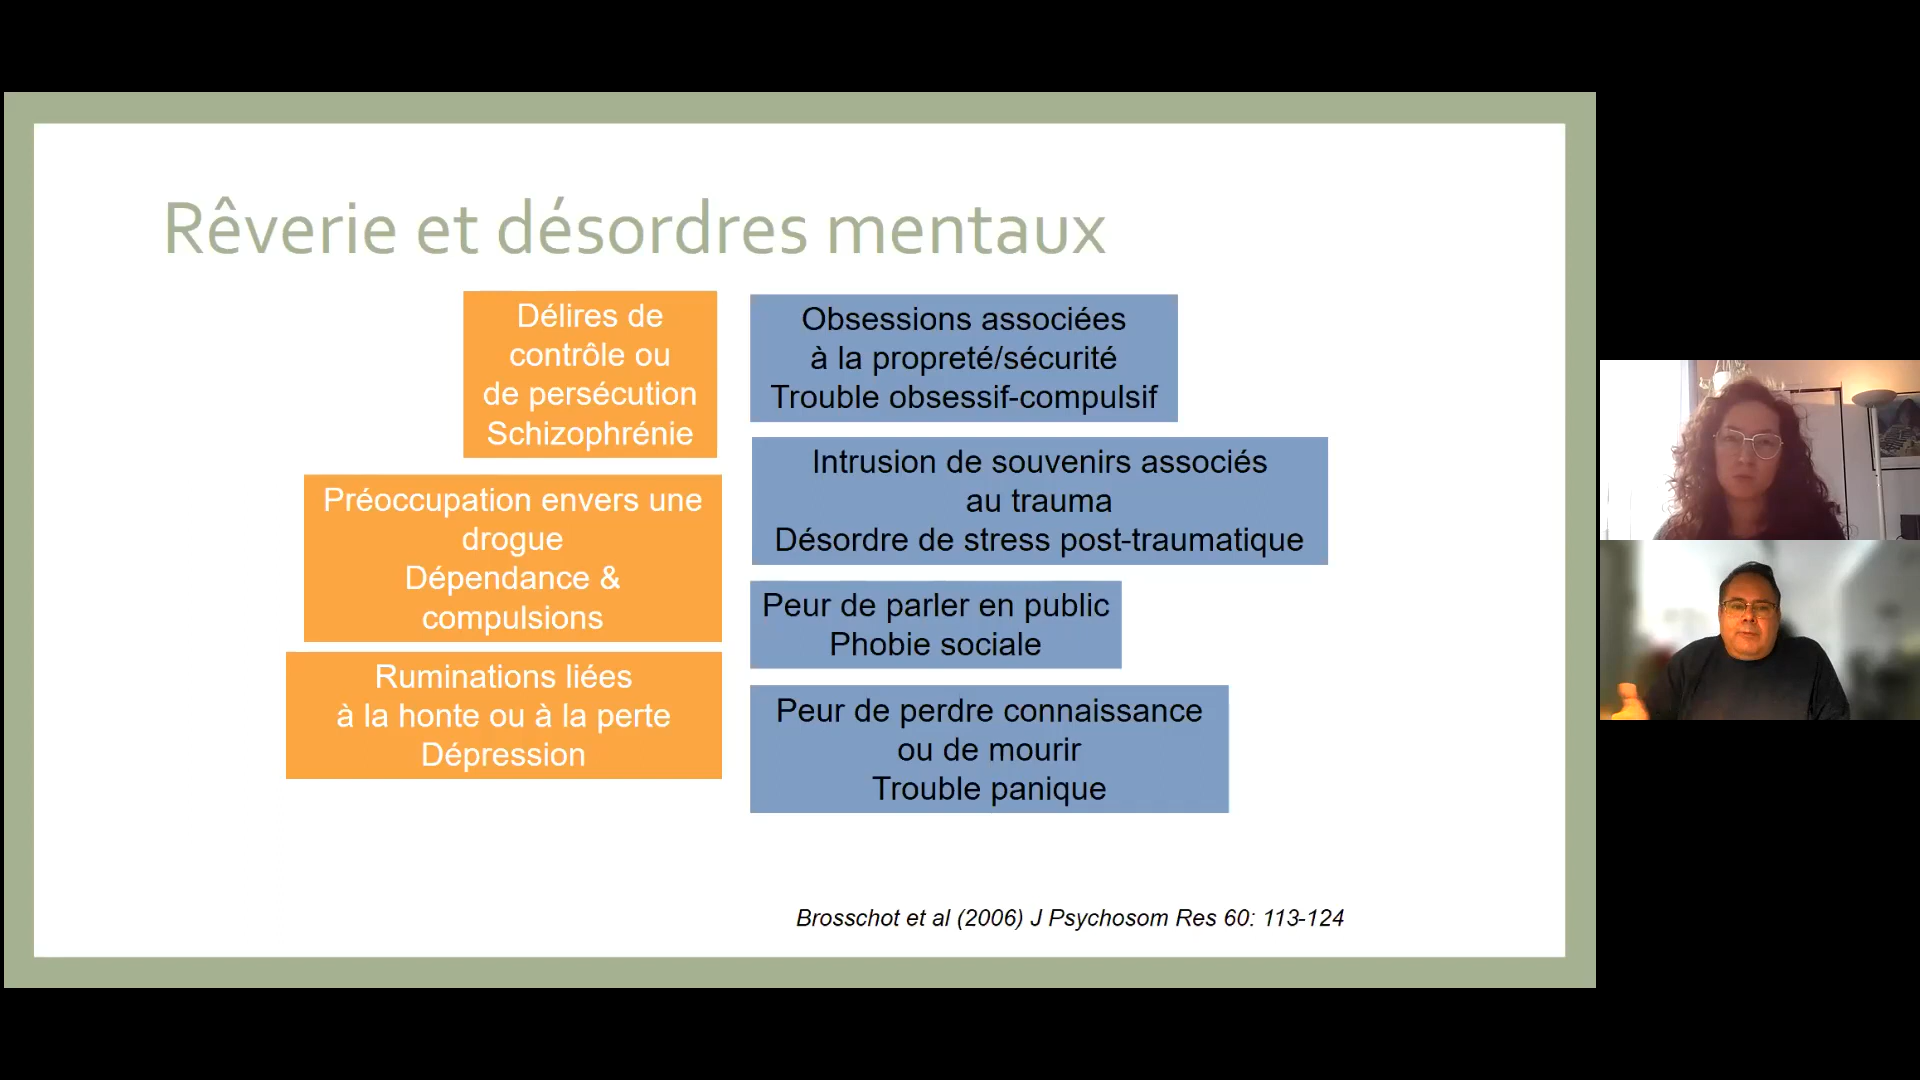 Rêverie et désordres mentaux
Délires de
contrôle ou
de persécution
Schizophrénie
Préoccupation envers une
drogue
Dépendance &
compulsions
Ruminations liées
à la honte ou à la perte
Dépression
Obsessions associées
à la propreté/sécurité
Trouble obsessif-compulsif
Intrusion de souvenirs associés
au trauma
Désordre de stress post-traumatique
Peur de parler en public
Phobie sociale
Peur de perdre connaissance
ou de mourir
Trouble panique
Brosschot et al (2006) J Psychosom Res 60: 113-124